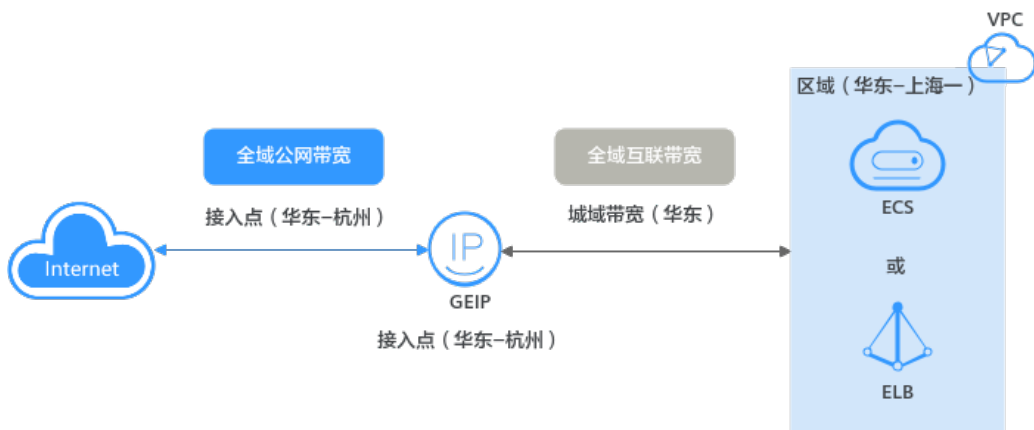 VPC
区域（华东–上海一）
全域公网带宽
全域互联带宽
ECS
接入点（华东–杭州）
城域带宽（华东）
IP
Internet
或
GEIP
接入点（华东–杭州）
ELB